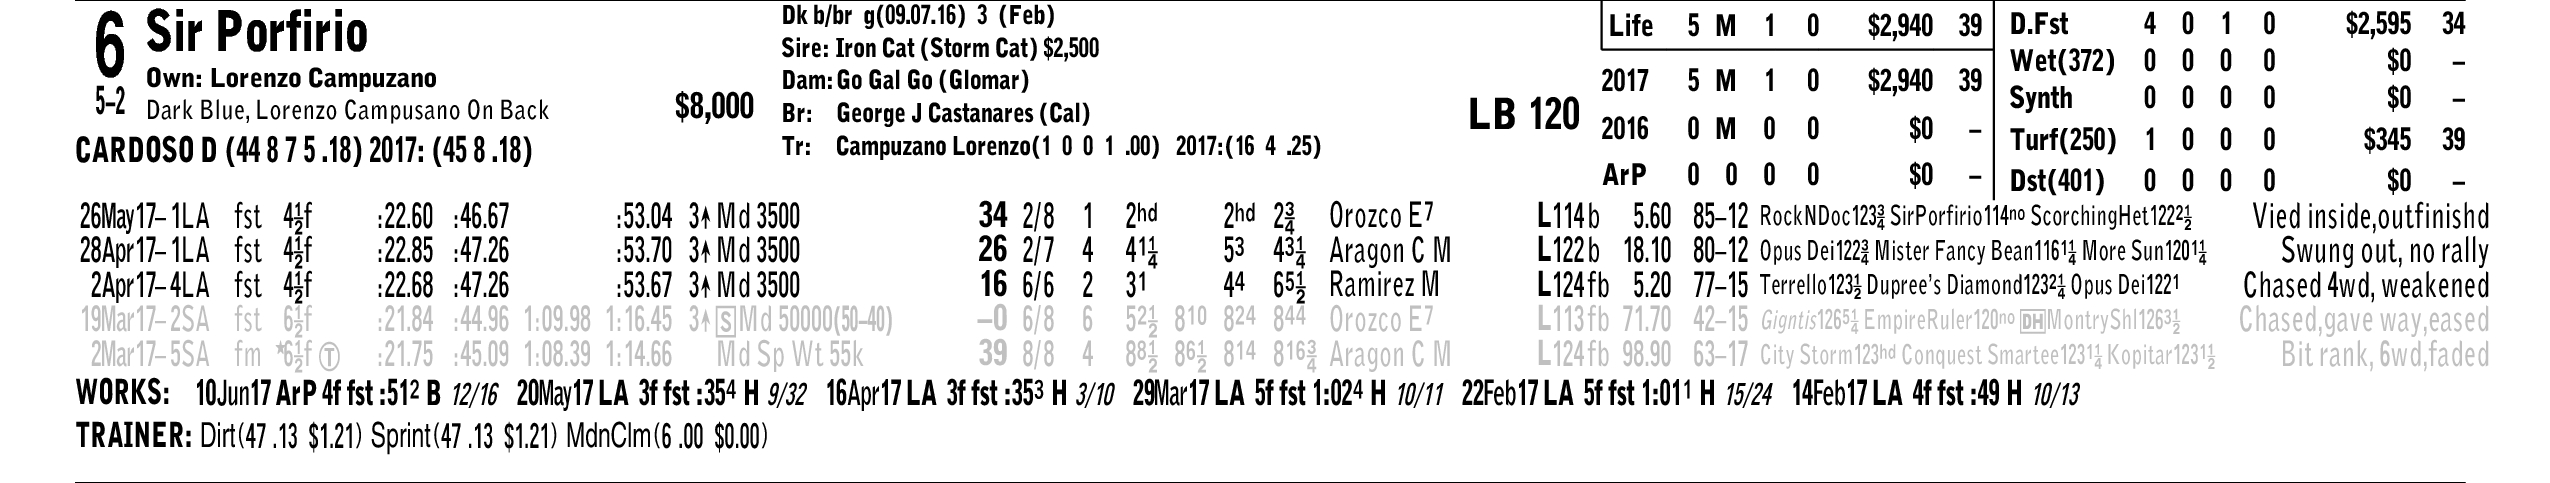 6 Sir Porfirio
Own: Lorenzo Campuzano
5–2 Dark Blue, Lorenzo Campusano On Back $8,000
CARDOSO D (44 8 7 5 .18) 2017: (45 8 .18)
Dk b/br g(09.07.16) 3 (Feb)
Sire: Iron Cat (Storm Cat) $2,500
Dam: Go Gal Go (Glomar)
Br: George J Castanares (Cal)
Tr: Campuzano Lorenzo(1 0 0 1 .00) 2017:(16 4 .25)
LB 120
Life 5 M 1 0 $2,940 39
2017 5 M 1 0 $2,940 39
2016 0 M 0 0 $0 –
ArP 0 0 0 0 $0 –
D.Fst 4 0 1 0 $2,595 34
Wet(372) 0 0 0 0 $0 –
Synth 0 0 0 0 $0 –
Turf(250) 1 0 0 0 $345 39
Dst(401) 0 0 0 0 $0 –
26May17–1LA fst 4½f :22.60 :46.67 :53.04 3↑ Md 3500 34 2/8 1 2hd 2hd 2¾ Orozco E7 L114b 5.60 85–12 RockNDoc123¾ SirPorfirio114no ScorchingHet1222½ Vied inside,outfinishd
28Apr17–1LA fst 4½f :22.85 :47.26 :53.70 3↑ Md 3500 26 2/7 4 41¼ 53 43¼ Aragon C M L122b 18.10 80–12 Opus Dei122¾ Mister Fancy Bean1161¼ More Sun1201¼ Swung out, no rally
2Apr17–4LA fst 4½f :22.68 :47.26 :53.67 3↑ Md 3500 16 6/6 2 31 44 65½ Ramirez M L124fb 5.20 77–15 Terrello123½ Dupree's Diamond1232¼ Opus Dei1221 Chased 4wd, weakened
19Mar17–2SA fst 6½f :21.84 :44.96 1:09.98 1:16.45 3↑ S Md 50000(50–40) –0 6/8 6 52½ 810 824 844 Orozco E7 L113fb 71.70 42–15 Gigntis1265¼ EmpireRuler120no DH MontryShl1263½ Chased,gave way,eased
2Mar17–5SA fm *6½f T :21.75 :45.09 1:08.39 1:14.66 Md Sp Wt 55k 39 8/8 4 88½ 86½ 814 816¾ Aragon C M L124fb 98.90 63–17 City Storm123hd Conquest Smartee1231¼ Kopitar1231½ Bit rank, 6wd,faded
WORKS: 10Jun17 ArP 4f fst :512 B 12/16 20May17 LA 3f fst :354 H 9/32 16Apr17 LA 3f fst :353 H 3/10 29Mar17 LA 5f fst 1:024 H 10/11 22Feb17 LA 5f fst 1:011 H 15/24 14Feb17 LA 4f fst :49 H 10/13
TRAINER: Dirt(47 .13 $1.21) Sprint(47 .13 $1.21) MdnClm(6 .00 $0.00)